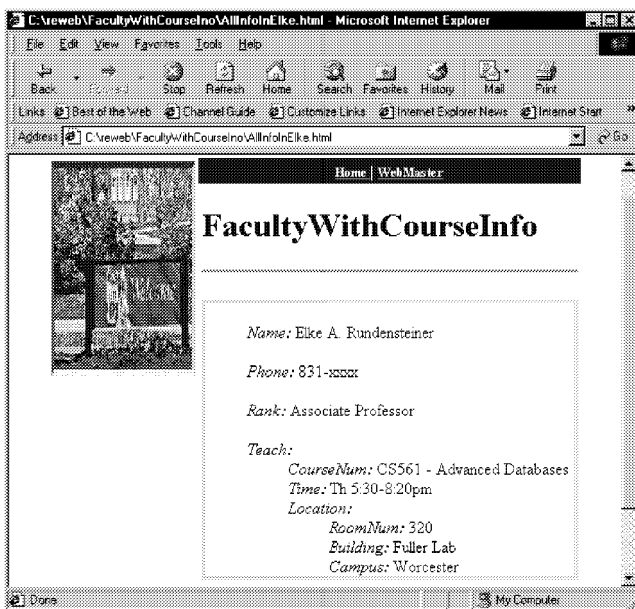 C:\reweb\FacultyWithCourseIno\AllInfoInElke.html - Microsoft Internet Explorer
File Edit View Favorites Tools Help
Back Forward Stop Refresh Home Search Favorites History Mail Print
Links Best of the Web Channel Guide Customize Links Internet Explorer News Internet Start »
Address C:\reweb\FacultyWithCourseIno\AllInfoInElke.html Go
Home | WebMaster
FacultyWithCourseInfo
Name: Elke A. Rundensteiner
Phone: 831-xxxx
Rank: Associate Professor
Teach:
CourseNum: CS561 - Advanced Databases
Time: Th 5:30-8:20pm
Location:
RoomNum: 320
Building: Fuller Lab
Campus: Worcester
Done My Computer